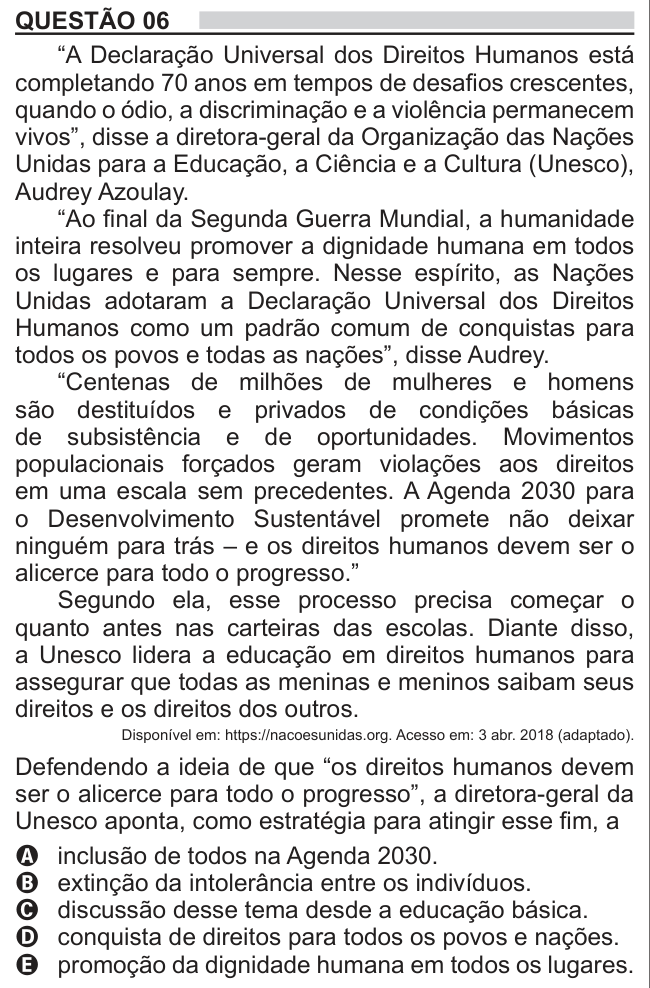 QUESTÃO 06
“A Declaração Universal dos Direitos Humanos está
completando 70 anos em tempos de desafios crescentes,
quando o ódio, a discriminação e a violência permanecem
vivos”, disse a diretora-geral da Organização das Nações
Unidas para a Educação, a Ciência e a Cultura (Unesco),
Audrey Azoulay.
“Ao final da Segunda Guerra Mundial, a humanidade
inteira resolveu promover a dignidade humana em todos
os lugares e para sempre. Nesse espírito, as Nações
Unidas adotaram a Declaração Universal dos Direitos
Humanos como um padrão comum de conquistas para
todos os povos e todas as nações”, disse Audrey.
“Centenas de milhões de mulheres e homens
são destituídos e privados de condições básicas
de subsistência e de oportunidades. Movimentos
populacionais forçados geram violações aos direitos
em uma escala sem precedentes. A Agenda 2030 para
o Desenvolvimento Sustentável promete não deixar
ninguém para trás – e os direitos humanos devem ser o
alicerce para todo o progresso.”
Segundo ela, esse processo precisa começar o
quanto antes nas carteiras das escolas. Diante disso,
a Unesco lidera a educação em direitos humanos para
assegurar que todas as meninas e meninos saibam seus
direitos e os direitos dos outros.
Disponível em: https://nacoesunidas.org. Acesso em: 3 abr. 2018 (adaptado).
Defendendo a ideia de que “os direitos humanos devem
ser o alicerce para todo o progresso”, a diretora-geral da
Unesco aponta, como estratégia para atingir esse fim, a
A inclusão de todos na Agenda 2030.
B extinção da intolerância entre os indivíduos.
C discussão desse tema desde a educação básica.
D conquista de direitos para todos os povos e nações.
E promoção da dignidade humana em todos os lugares.